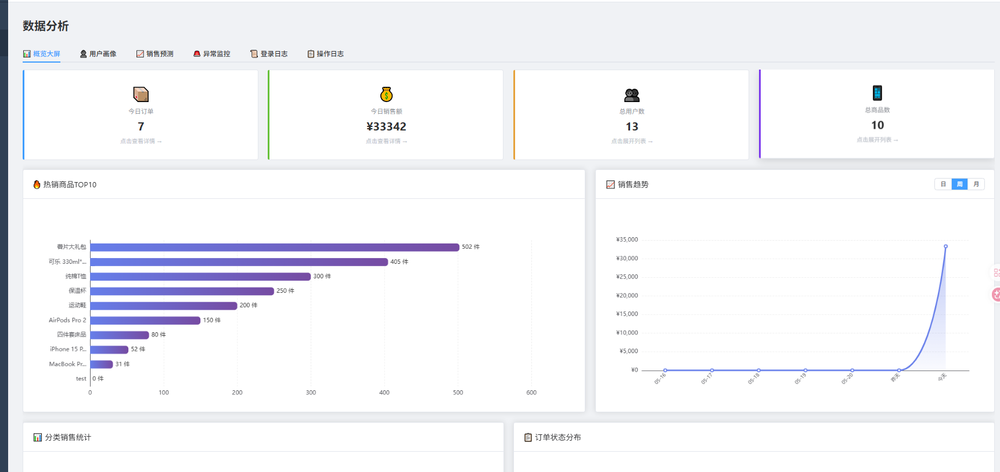 数据分析
概览大屏 用户画像 销售预测 异常监控 登录日志 操作日志
今日订单
7
点击查看详情 →
今日销售额
¥33342
点击查看详情 →
总用户数
13
点击展开列表 →
总商品数
10
点击展开列表 →
热销商品TOP10
薯片大礼包 502 件
可乐 330ml*... 405 件
纯棉T恤 300 件
保温杯 250 件
运动鞋 200 件
AirPods Pro 2 150 件
四件套床品 80 件
iPhone 15 P... 52 件
MacBook Pr... 31 件
test 0 件
0 100 200 300 400 500 600
销售趋势
日 周 月
¥35,000
¥30,000
¥25,000
¥20,000
¥15,000
¥10,000
¥5,000
¥0
05-16 05-17 05-18 05-19 05-20 昨天 今天
分类销售统计
订单状态分布